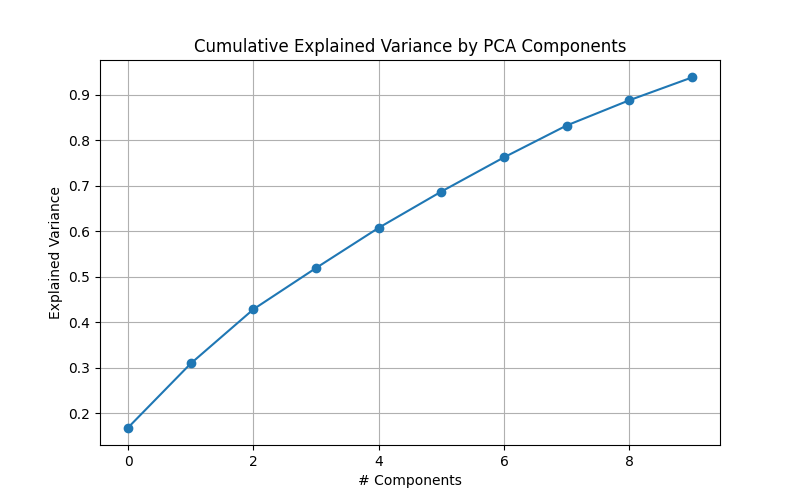 Cumulative Explained Variance by PCA Components
Explained Variance
0.9
0.8
0.7
0.6
0.5
0.4
0.3
0.2
0 2 4 6 8
# Components